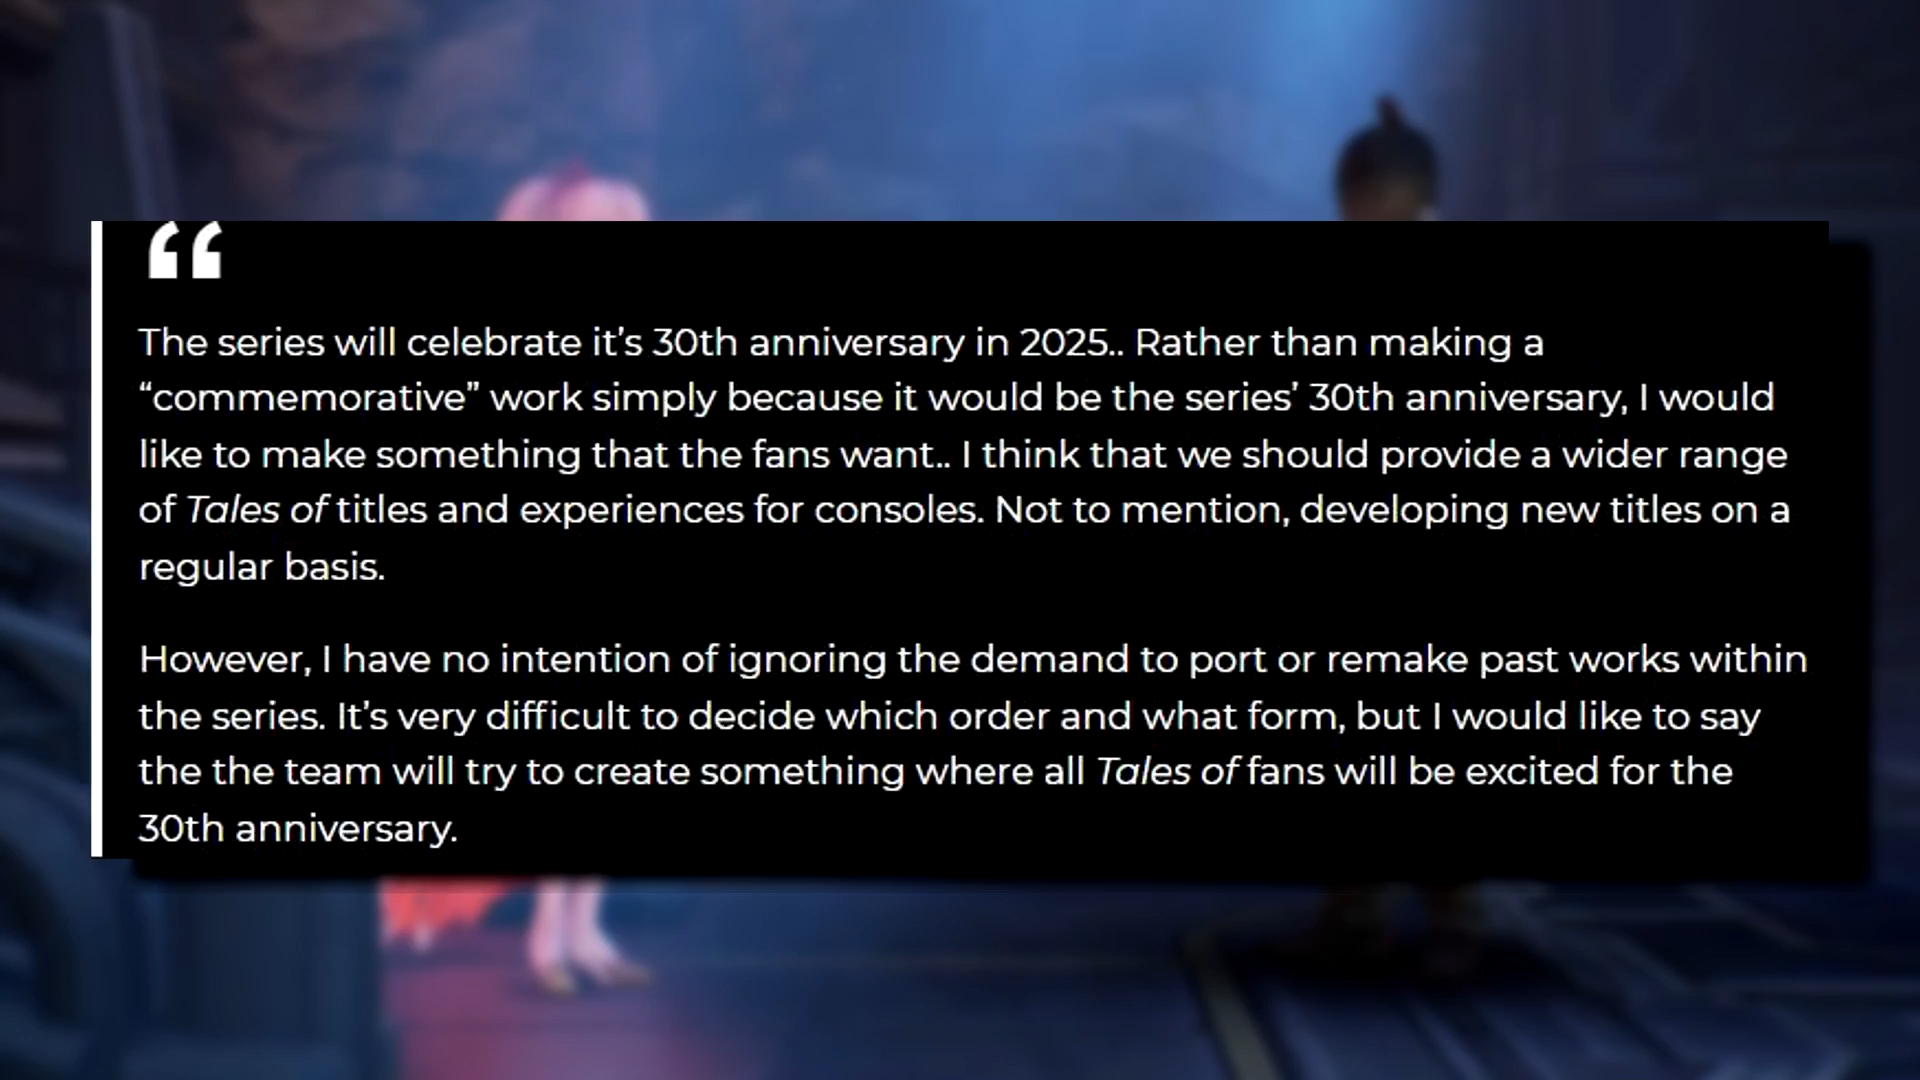 “
The series will celebrate it’s 30th anniversary in 2025.. Rather than making a
“commemorative” work simply because it would be the series’ 30th anniversary, I would
like to make something that the fans want.. I think that we should provide a wider range
of Tales of titles and experiences for consoles. Not to mention, developing new titles on a
regular basis.
However, I have no intention of ignoring the demand to port or remake past works within
the series. It’s very difficult to decide which order and what form, but I would like to say
the the team will try to create something where all Tales of fans will be excited for the
30th anniversary.